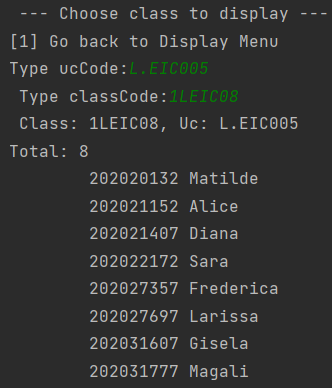 --- Choose class to display ---
[1] Go back to Display Menu
Type ucCode:L.EIC005
Type classCode:1LEIC08
Class: 1LEIC08, Uc: L.EIC005
Total: 8
202020132 Matilde
202021152 Alice
202021407 Diana
202022172 Sara
202027357 Frederica
202027697 Larissa
202031607 Gisela
202031777 Magali